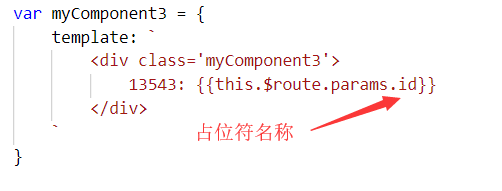 var myComponent3 = {
template: `
<div class='myComponent3'>
13543: {{this.$route.params.id}}
</div>
占位符名称
`
}